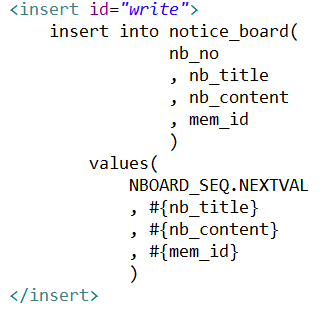 <insert id="write">
insert into notice_board(
nb_no
, nb_title
, nb_content
, mem_id
)
values(
NBOARD_SEQ.NEXTVAL
, #{nb_title}
, #{nb_content}
, #{mem_id}
)
</insert>